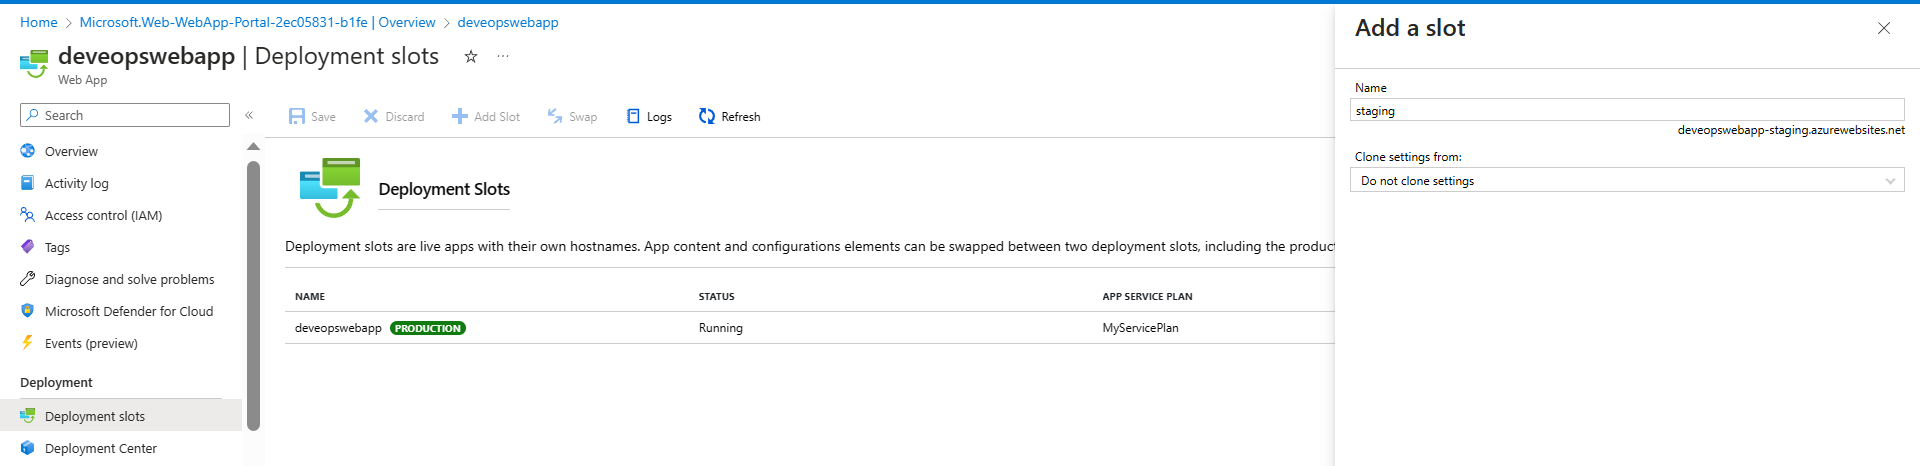 Home > Microsoft.Web-WebApp-Portal-2ec05831-b1fe | Overview > deveopswebapp
deveopswebapp | Deployment slots
Web App
Search
Overview
Activity log
Access control (IAM)
Tags
Diagnose and solve problems
Microsoft Defender for Cloud
Events (preview)
Deployment
Deployment slots
Deployment Center
Save Discard Add Slot Swap Logs Refresh
Deployment Slots
Deployment slots are live apps with their own hostnames. App content and configurations elements can be swapped between two deployment slots, including the produc
NAME STATUS APP SERVICE PLAN
deveopswebapp PRODUCTION Running MyServicePlan
Add a slot
Name
staging
deveopswebapp-staging.azurewebsites.net
Clone settings from:
Do not clone settings